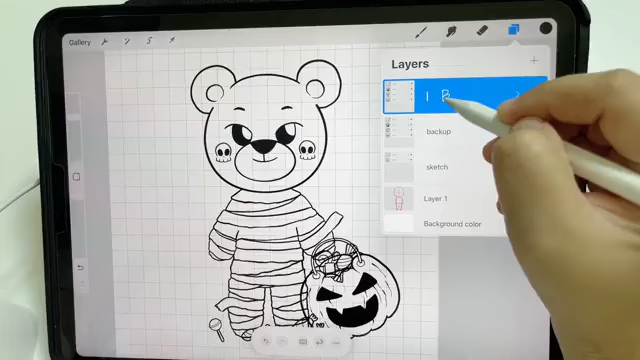 Gallery
Layers
backup
sketch
Layer 1
Background color